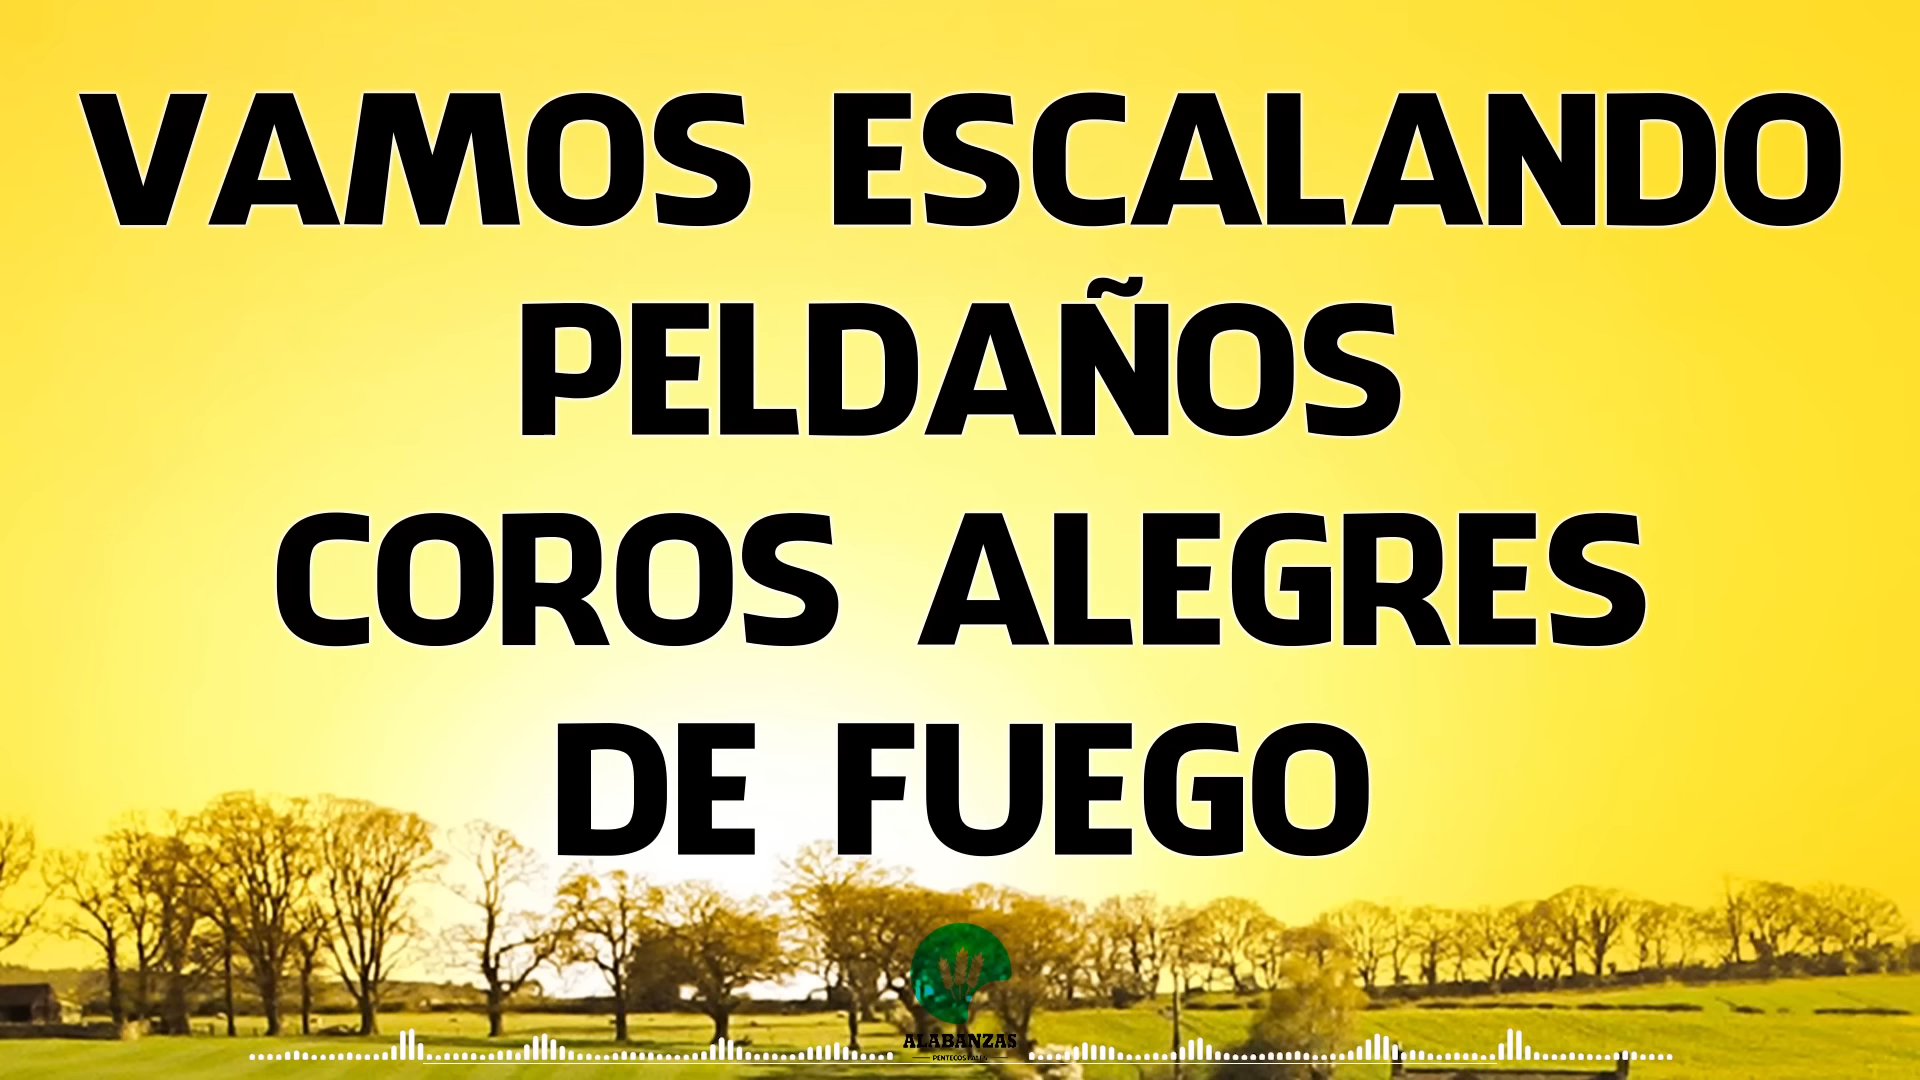 VAMOS ESCALANDO
PELDAÑOS
COROS ALEGRES
DE FUEGO
ALABANZAS